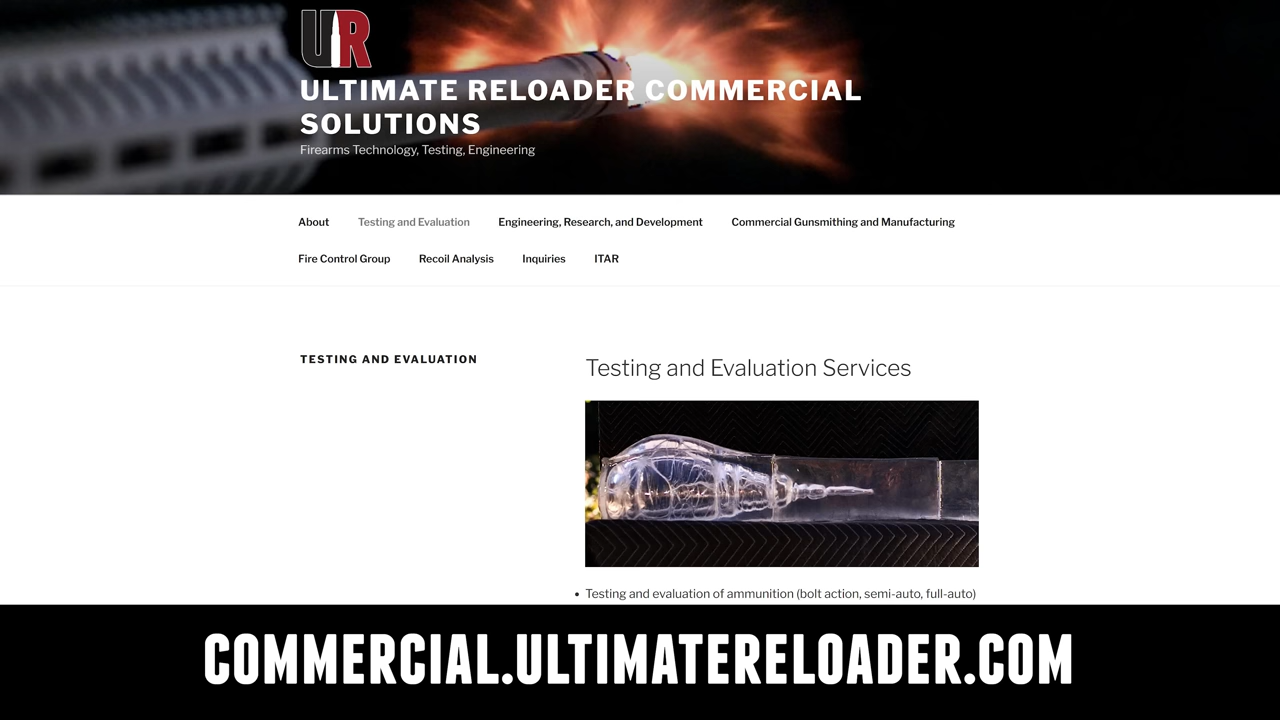 UR
ULTIMATE RELOADER COMMERCIAL
SOLUTIONS
Firearms Technology, Testing, Engineering
About Testing and Evaluation Engineering, Research, and Development Commercial Gunsmithing and Manufacturing
Fire Control Group Recoil Analysis Inquiries ITAR
TESTING AND EVALUATION
Testing and Evaluation Services
• Testing and evaluation of ammunition (bolt action, semi-auto, full-auto)
COMMERCIAL.ULTIMATERELOADER.COM